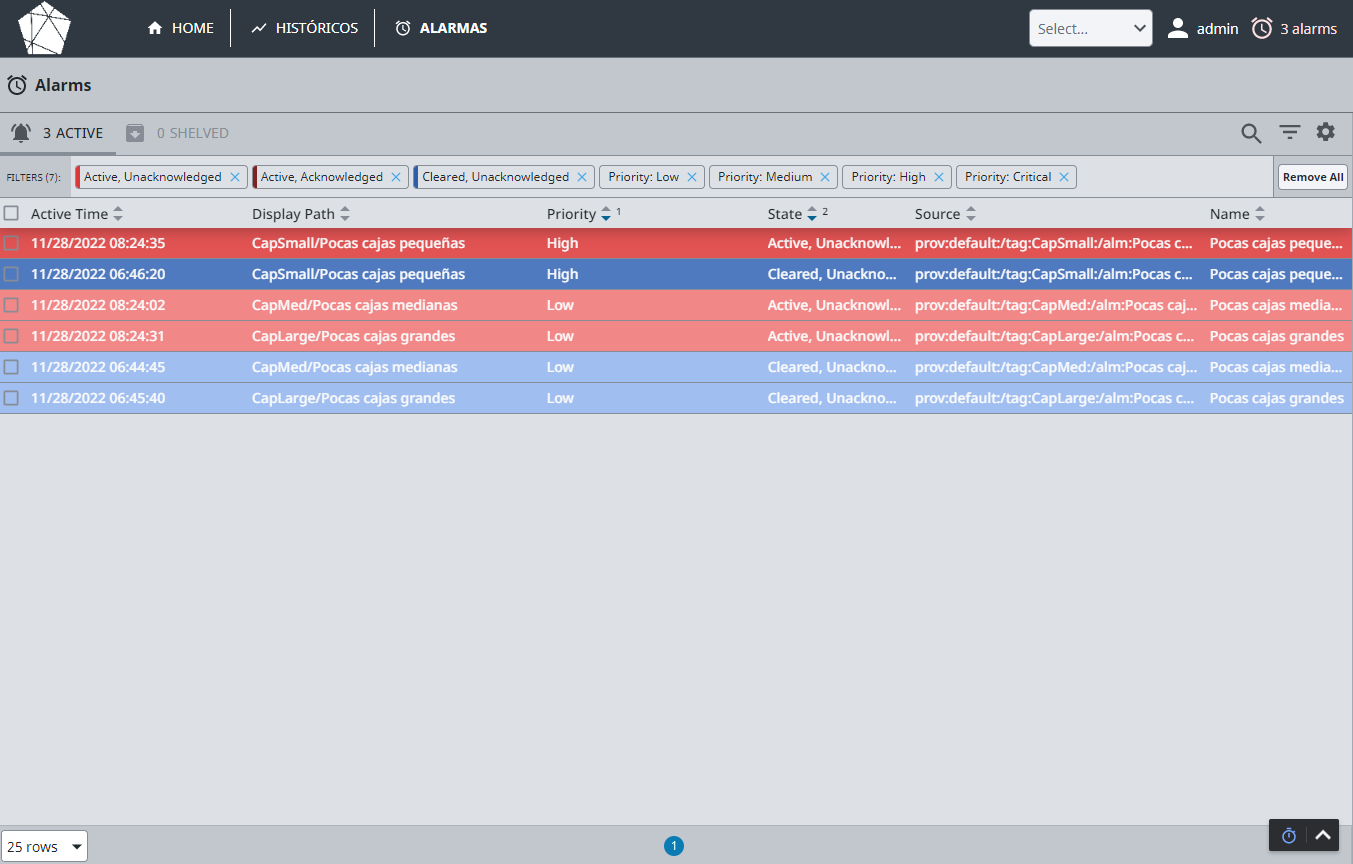 HOME HISTÓRICOS ALARMAS Select... admin 3 alarms
Alarms
3 ACTIVE 0 SHELVED
FILTERS (7): Active, Unacknowledged Active, Acknowledged Cleared, Unacknowledged Priority: Low Priority: Medium Priority: High Priority: Critical Remove All
Active Time Display Path Priority 1 State 2 Source Name
11/28/2022 08:24:35 CapSmall/Pocas cajas pequeñas High Active, Unacknowl... prov:default:/tag:CapSmall:/alm:Pocas c... Pocas cajas peque...
11/28/2022 06:46:20 CapSmall/Pocas cajas pequeñas High Cleared, Unackno... prov:default:/tag:CapSmall:/alm:Pocas c... Pocas cajas peque...
11/28/2022 08:24:02 CapMed/Pocas cajas medianas Low Active, Unacknowl... prov:default:/tag:CapMed:/alm:Pocas caj... Pocas cajas media...
11/28/2022 08:24:31 CapLarge/Pocas cajas grandes Low Active, Unacknowl... prov:default:/tag:CapLarge:/alm:Pocas c... Pocas cajas grandes
11/28/2022 06:44:45 CapMed/Pocas cajas medianas Low Cleared, Unackno... prov:default:/tag:CapMed:/alm:Pocas caj... Pocas cajas media...
11/28/2022 06:45:40 CapLarge/Pocas cajas grandes Low Cleared, Unackno... prov:default:/tag:CapLarge:/alm:Pocas c... Pocas cajas grandes
25 rows 1